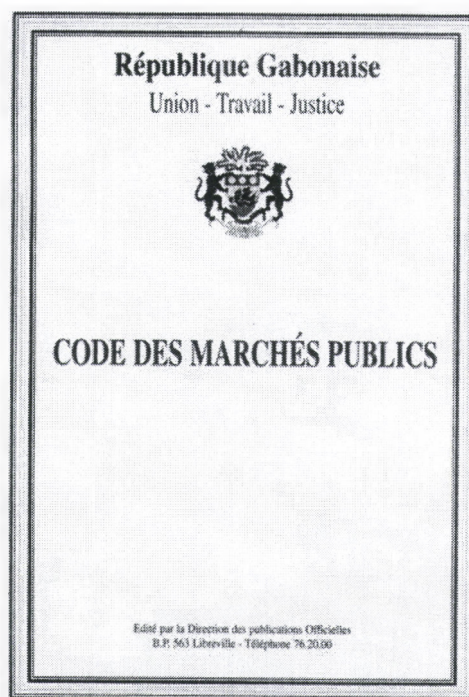 République Gabonaise
Union - Travail - Justice
CODE DES MARCHÉS PUBLICS
Edité par la Direction des publications Officielles
B.P. 563 Libreville - Téléphone 76.20.00